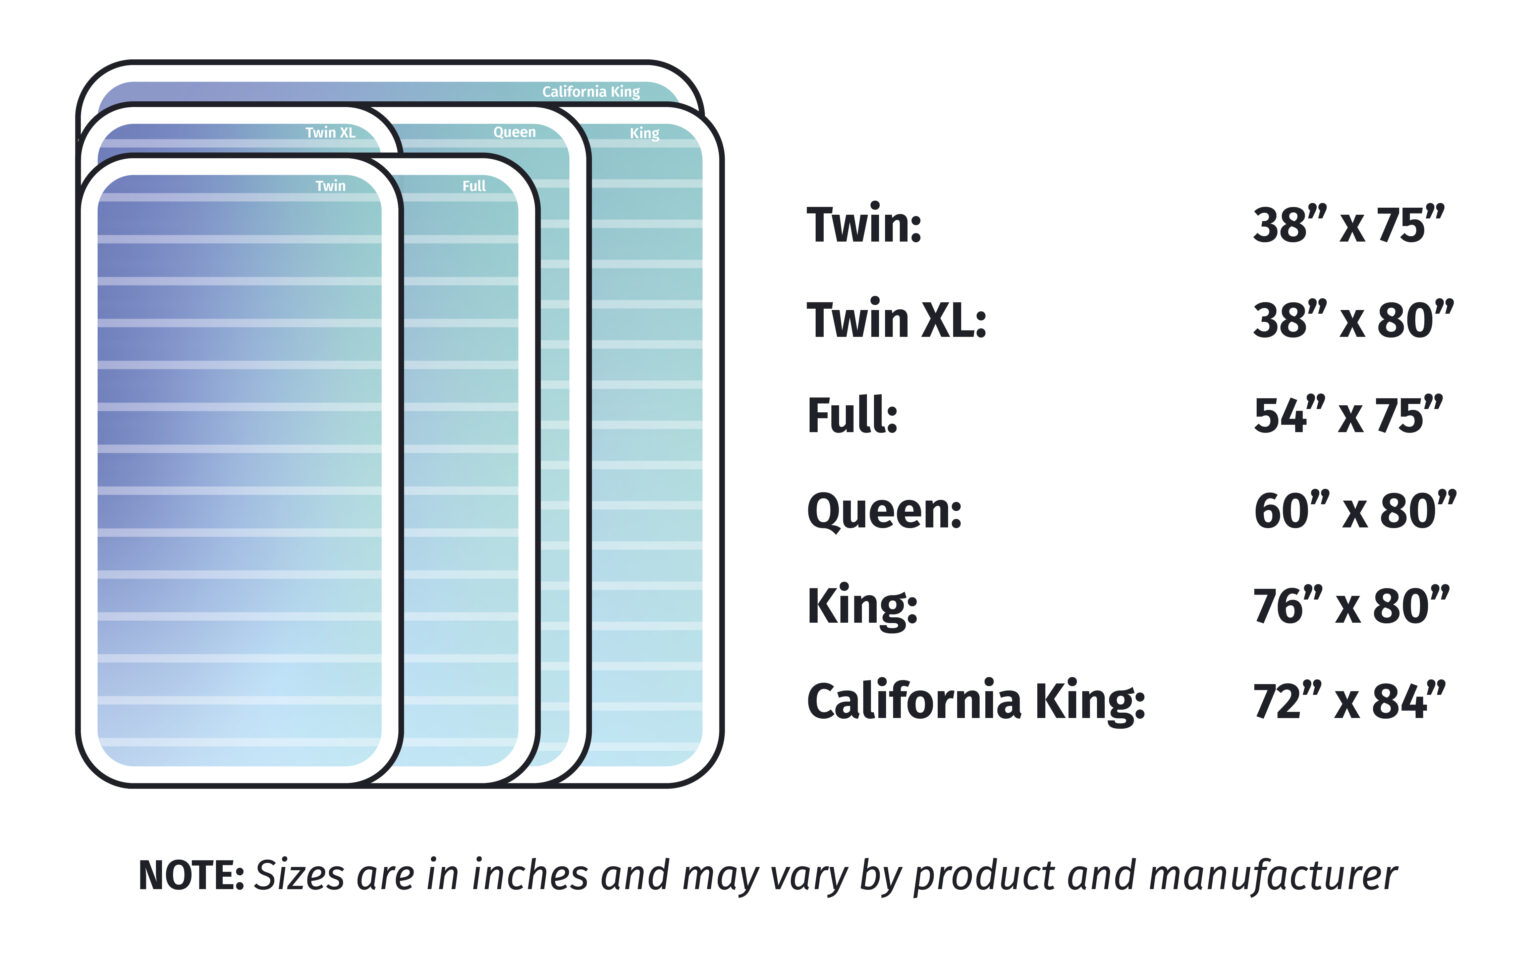 California King
Twin XL
Queen
King
Twin
Full
Twin: 38” x 75”
Twin XL: 38” x 80”
Full: 54” x 75”
Queen: 60” x 80”
King: 76” x 80”
California King: 72” x 84”
NOTE: Sizes are in inches and may vary by product and manufacturer